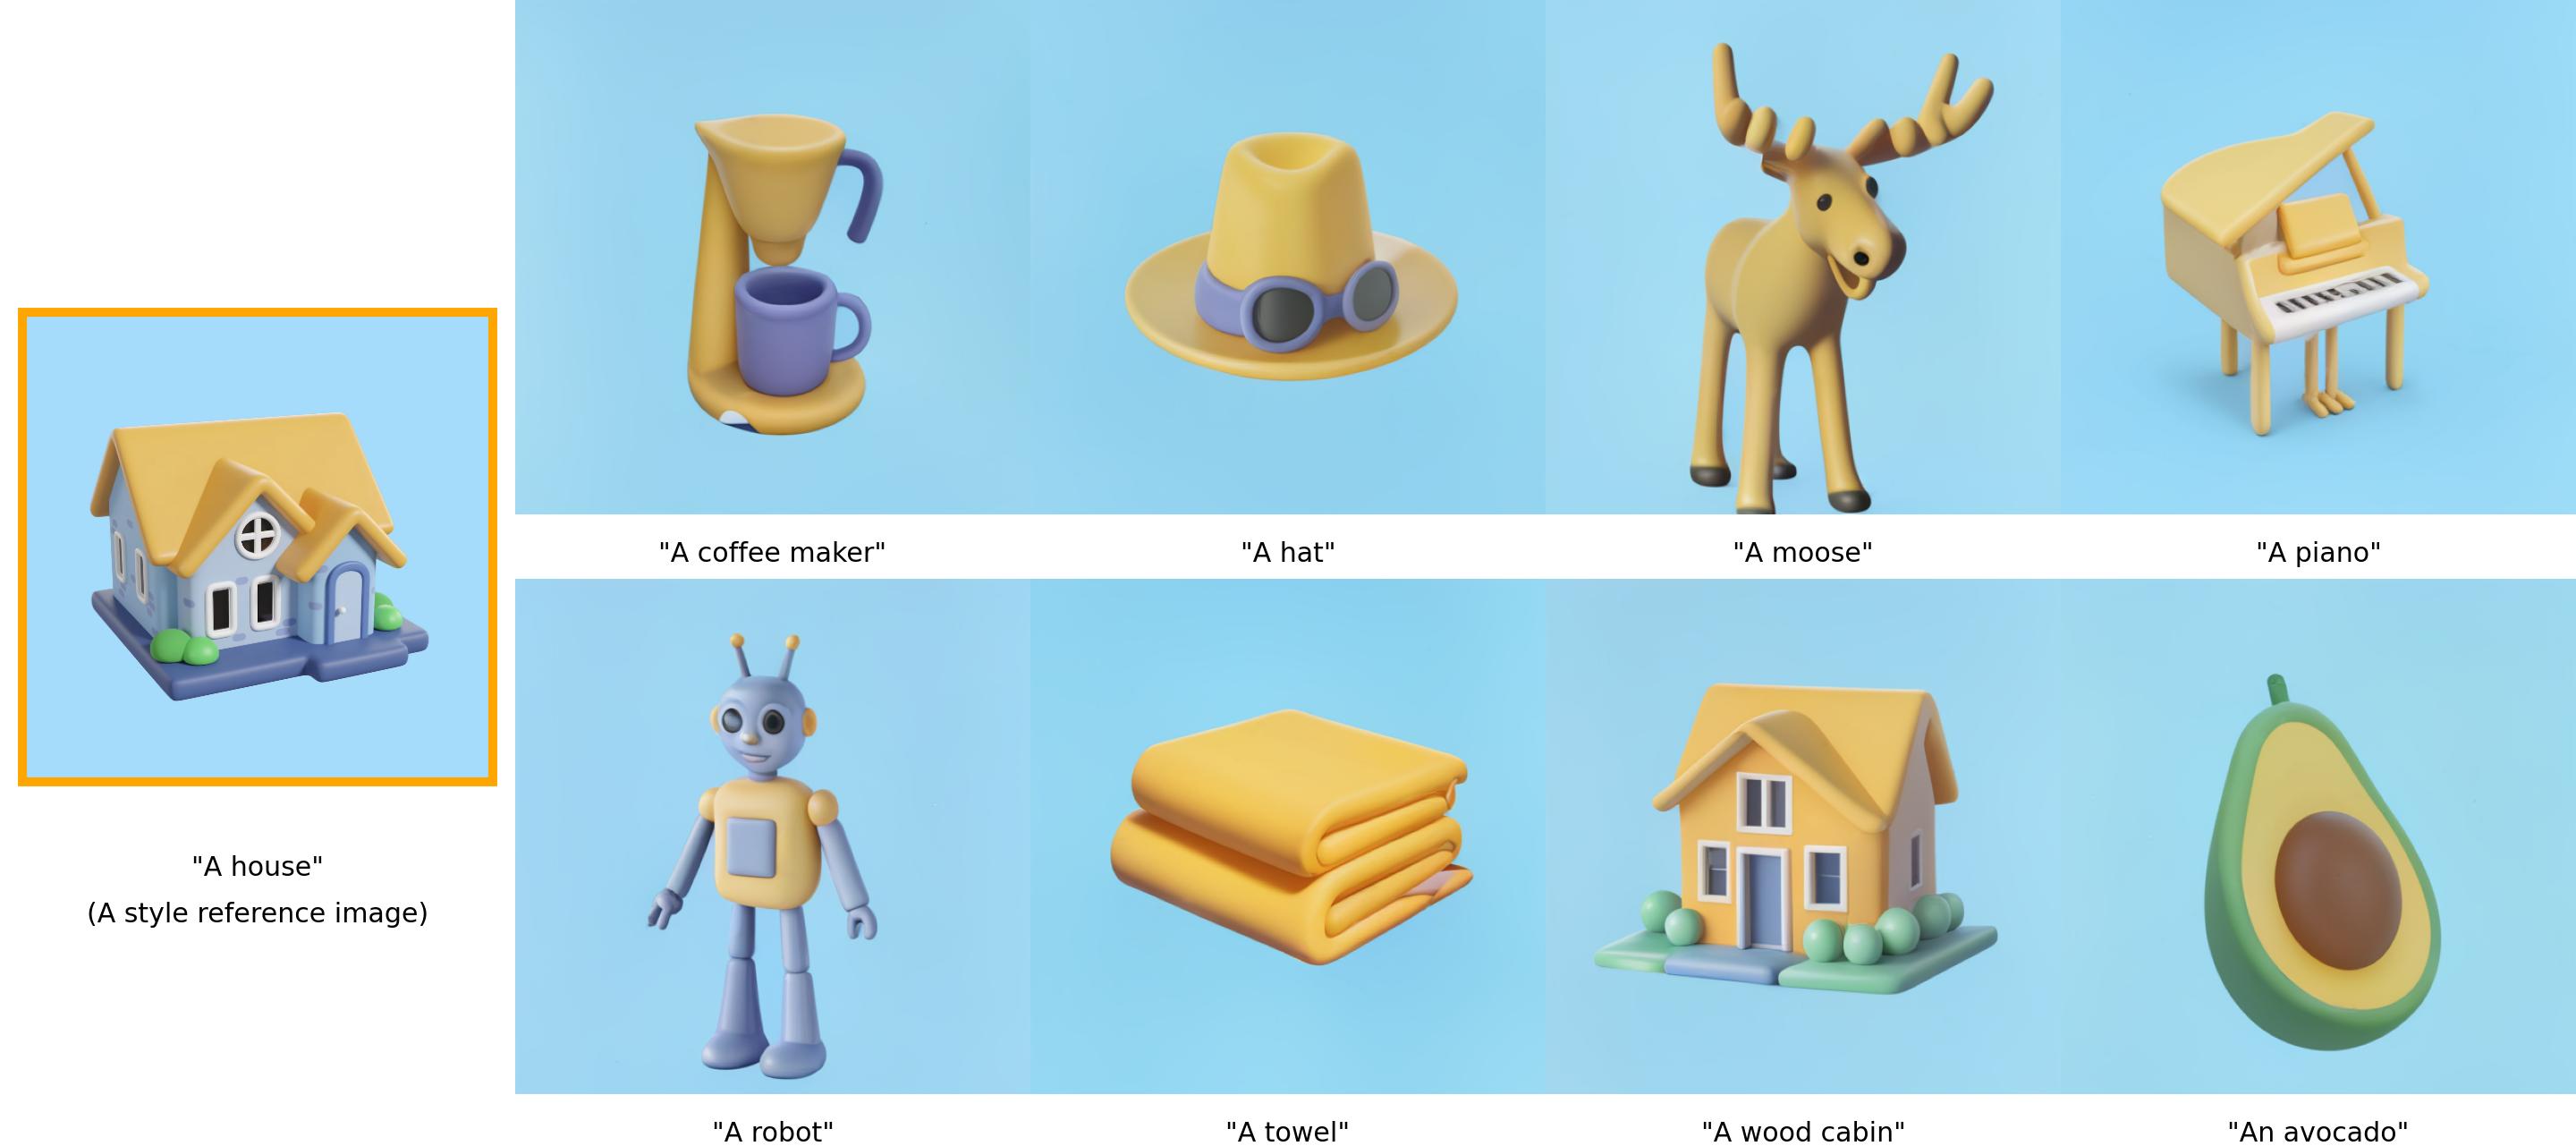 "A house"
(A style reference image)
"A coffee maker"
"A hat"
"A moose"
"A piano"
"A robot"
"A towel"
"A wood cabin"
"An avocado"